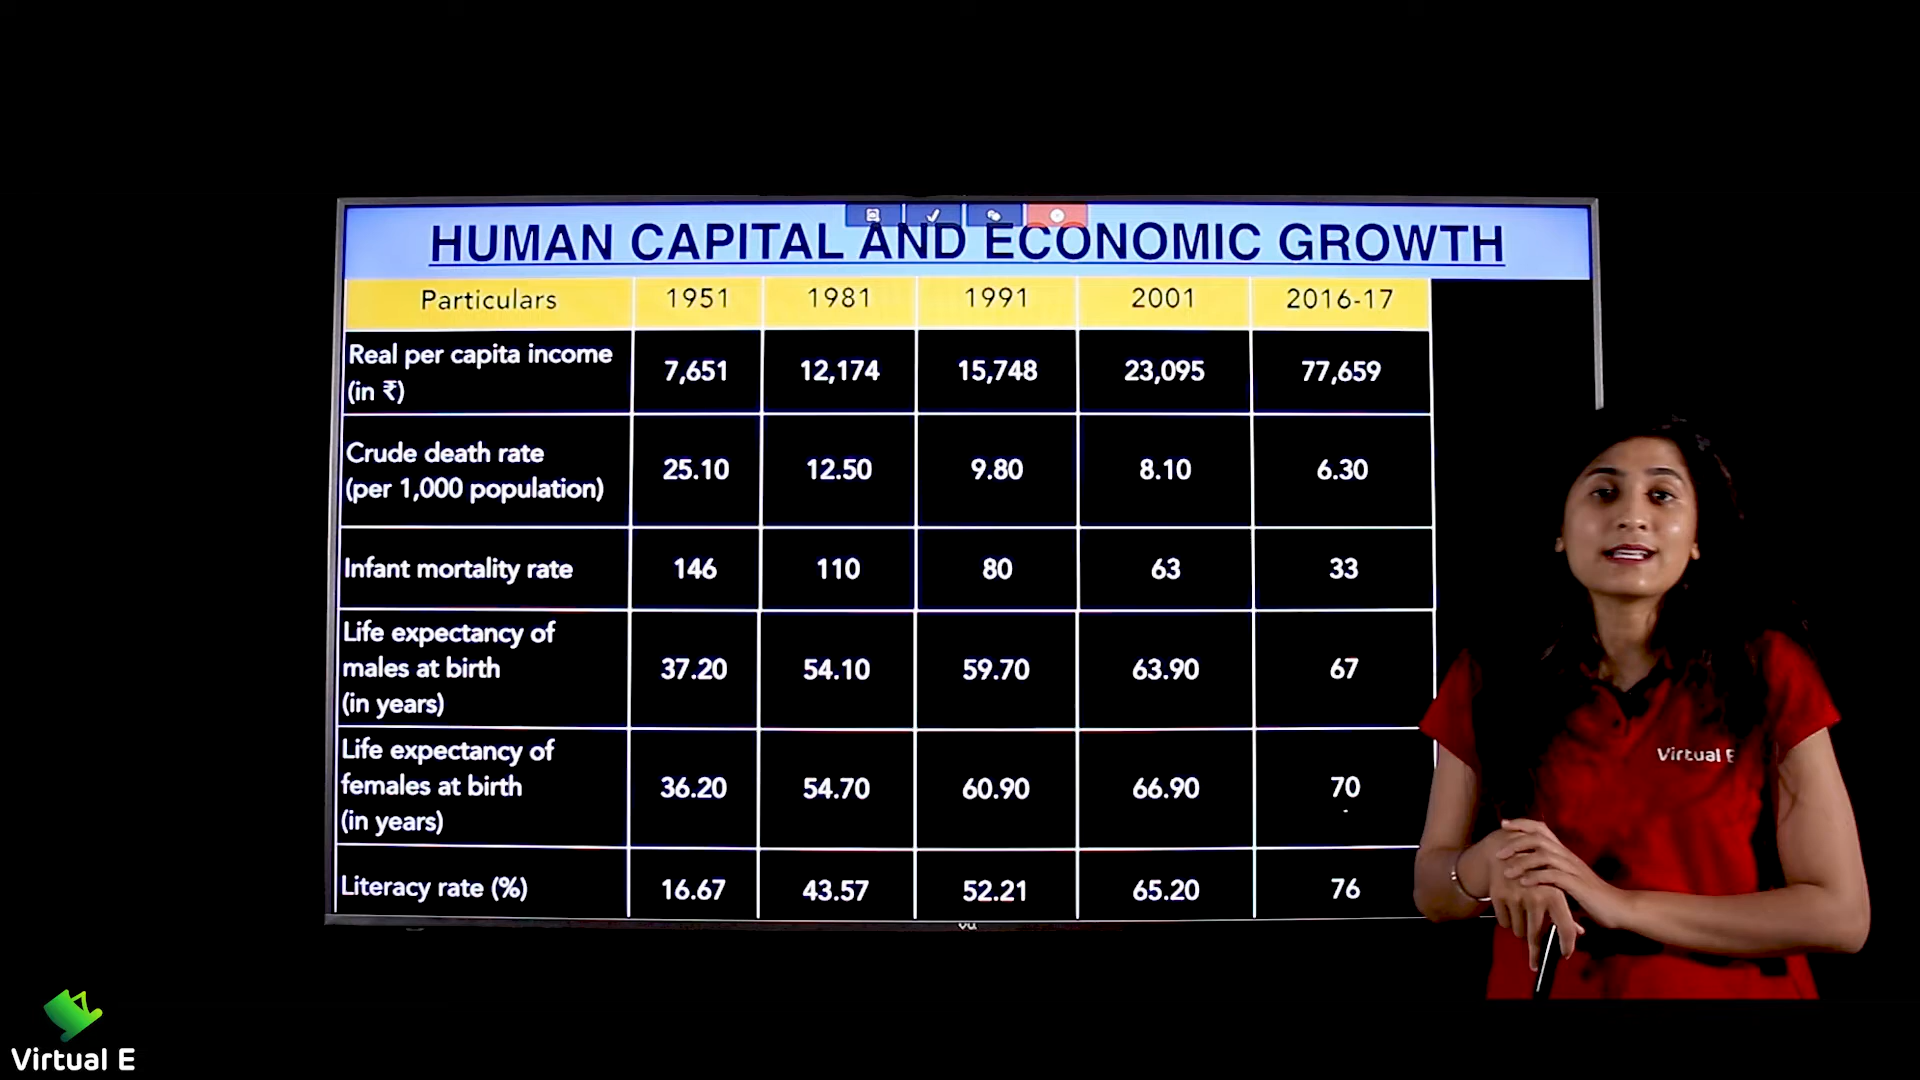 HUMAN CAPITAL AND ECONOMIC GROWTH
Particulars 1951 1981 1991 2001 2016-17
Real per capita income
(in ₹) 7,651 12,174 15,748 23,095 77,659
Crude death rate
(per 1,000 population) 25.10 12.50 9.80 8.10 6.30
Infant mortality rate 146 110 80 63 33
Life expectancy of
males at birth
(in years) 37.20 54.10 59.70 63.90 67
Life expectancy of
females at birth
(in years) 36.20 54.70 60.90 66.90 70
Literacy rate (%) 16.67 43.57 52.21 65.20 76
Vu
Virtual E
Virtual E